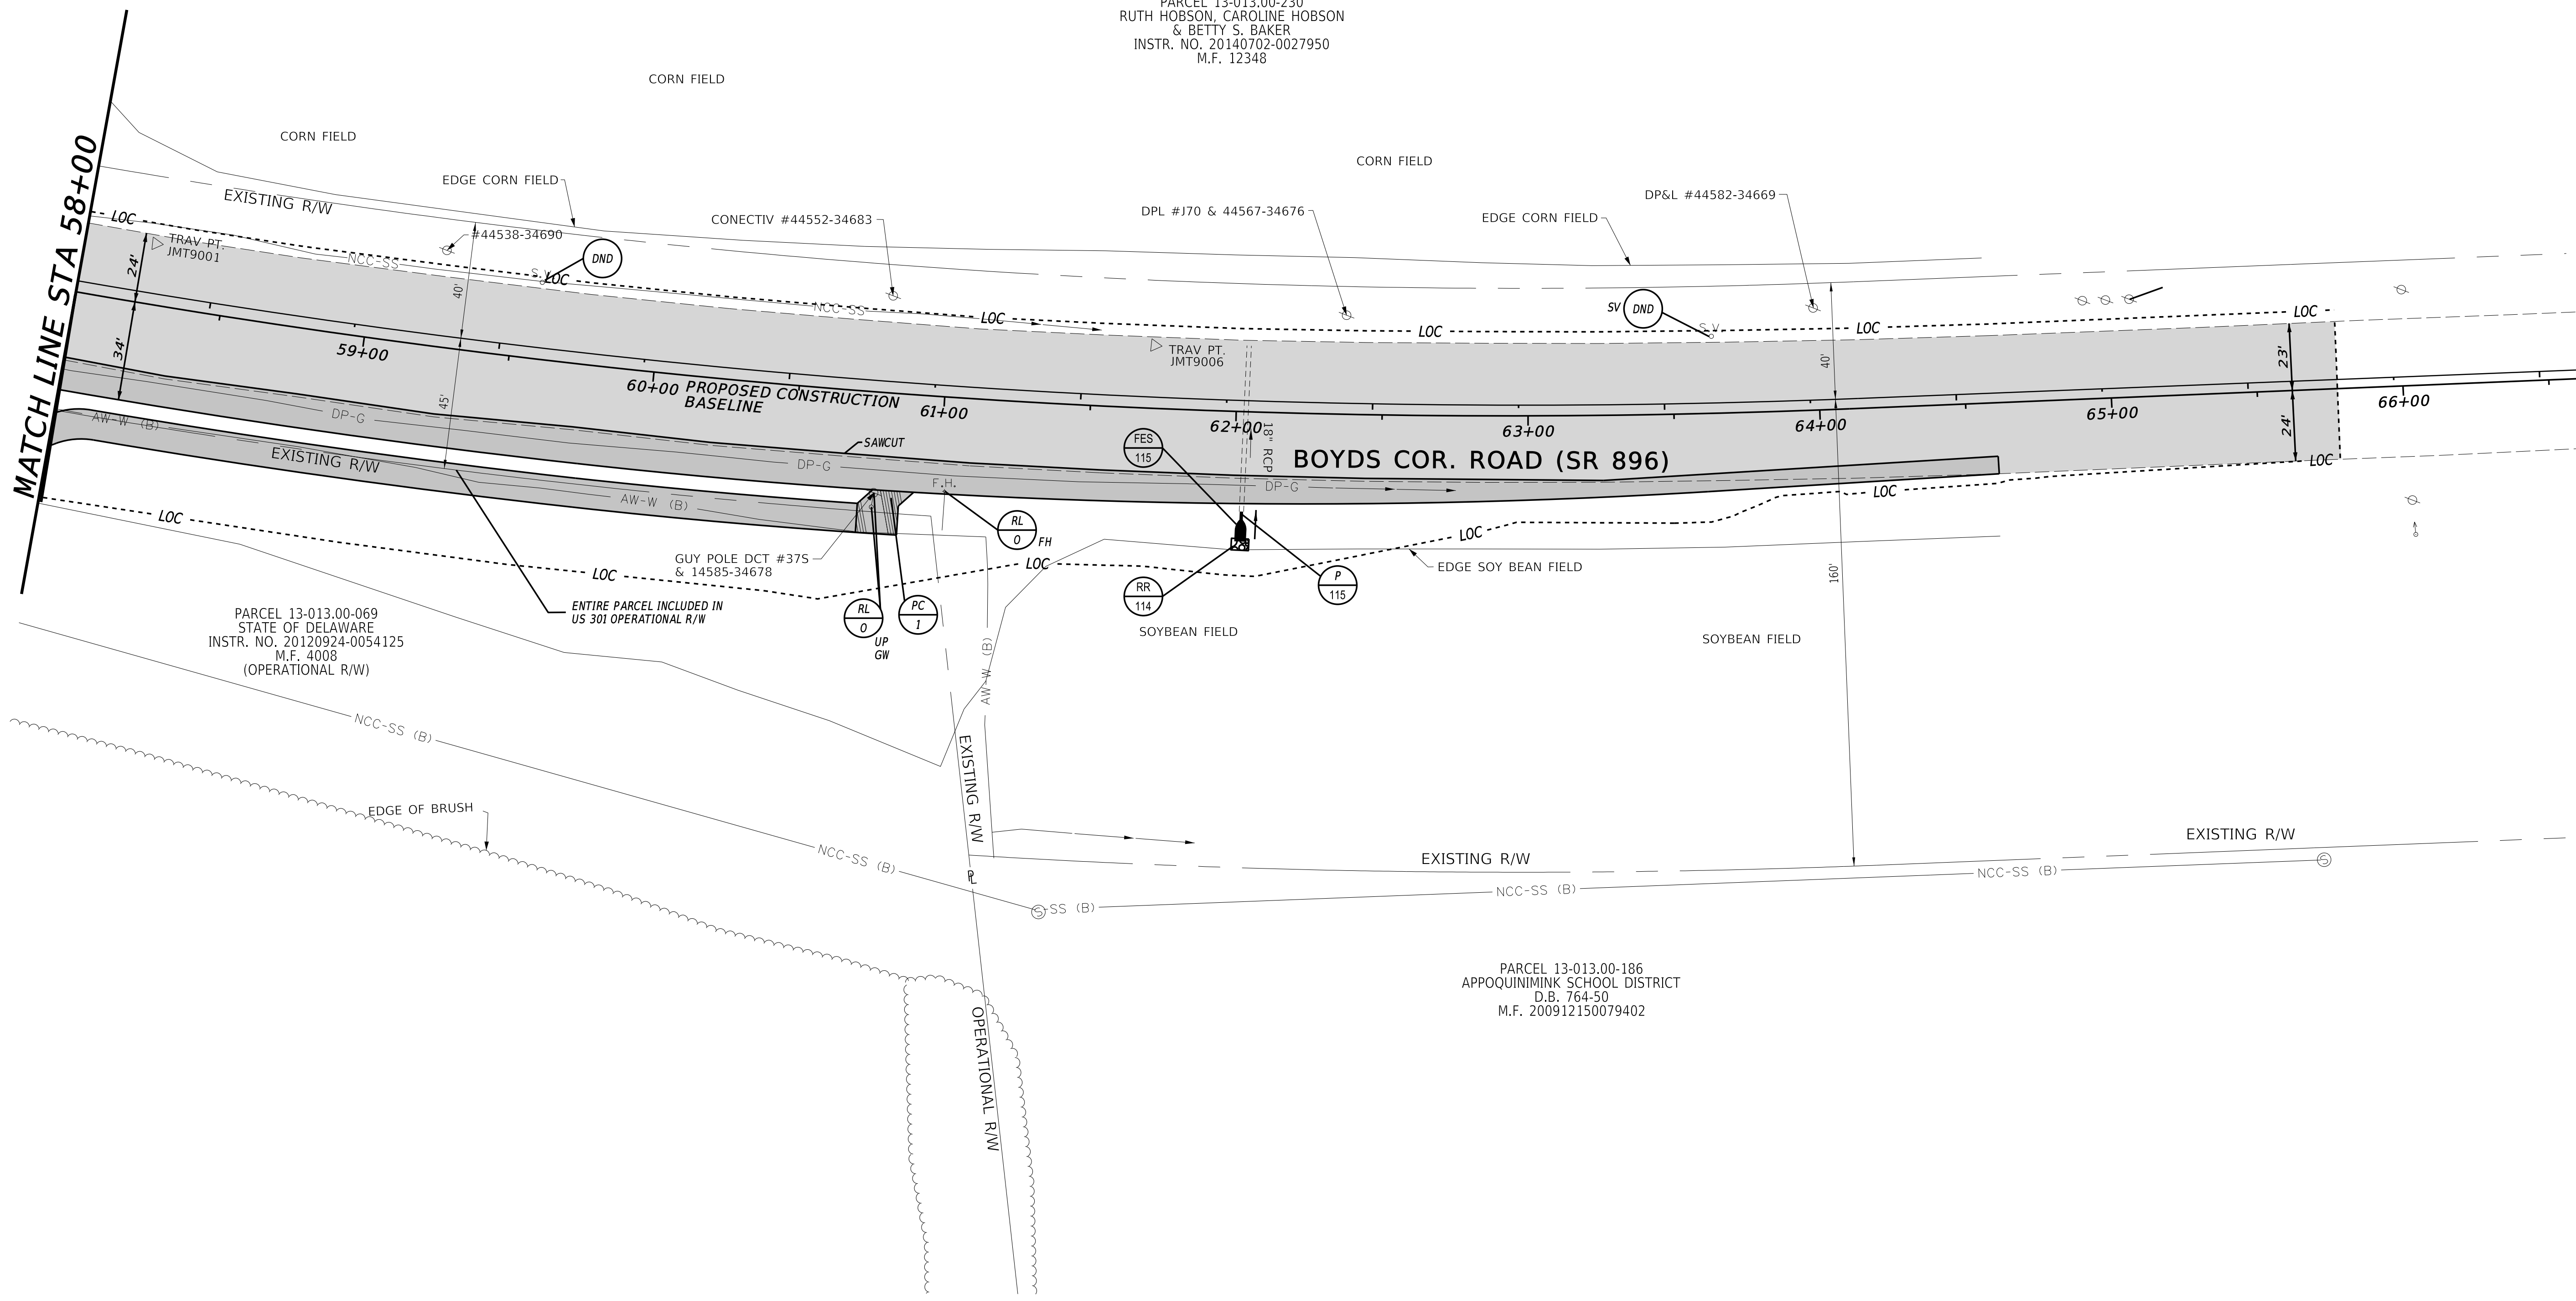 PARCEL 13-013.00-230
RUTH HOBSON, CAROLINE HOBSON
& BETTY S. BAKER
INSTR. NO. 20140702-0027950
M.F. 12348
CORN FIELD
CORN FIELD
CORN FIELD
MATCH LINE STA 58+00
EXISTING R/W
EDGE CORN FIELD
CONECTIV #44552-34683
DPL #J70 & 44567-34676
EDGE CORN FIELD
DP&L #44582-34669
LOC
TRAV PT.
JMT9001
#44538-34690
NCC-SS
S.V.
LOC
DND
NCC-SS
LOC
LOC
SV
DND
S.V.
LOC
LOC
24'
34'
40'
45'
TRAV PT.
JMT9006
40'
23'
24'
59+00
60+00
PROPOSED CONSTRUCTION
BASELINE
61+00
62+00
63+00
64+00
65+00
66+00
AW-W (B)
DP-G
EXISTING R/W
SAWCUT
DP-G
AW-W (B)
F.H.
FES
115
18" RCP
DP-G
BOYDS COR. ROAD (SR 896)
LOC
LOC
LOC
LOC
LOC
LOC
GUY POLE DCT #37S
& 14585-34678
RL
0
FH
RR
114
P
115
EDGE SOY BEAN FIELD
160'
ENTIRE PARCEL INCLUDED IN
US 301 OPERATIONAL R/W
RL
0
UP
GW
PC
1
SOYBEAN FIELD
SOYBEAN FIELD
PARCEL 13-013.00-069
STATE OF DELAWARE
INSTR. NO. 20120924-0054125
M.F. 4008
(OPERATIONAL R/W)
AW-W (B)
NCC-SS (B)
EXISTING R/W
EDGE OF BRUSH
NCC-SS (B)
PL
EXISTING R/W
EXISTING R/W
S
-SS (B)
NCC-SS (B)
NCC-SS (B)
S
PARCEL 13-013.00-186
APPOQUINIMINK SCHOOL DISTRICT
D.B. 764-50
M.F. 200912150079402
OPERATIONAL R/W